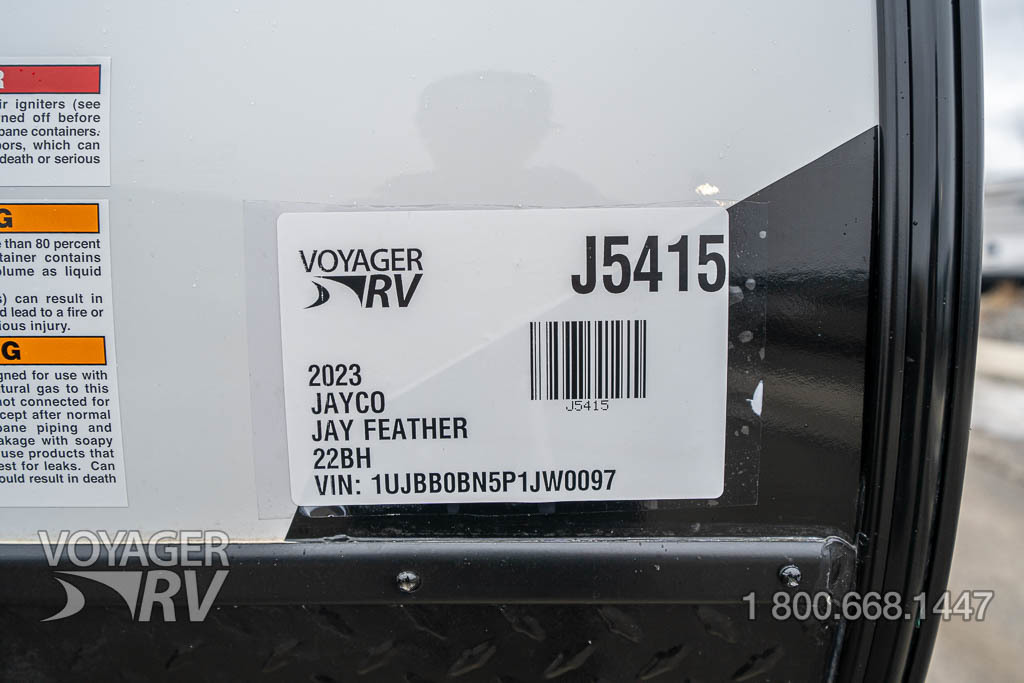 R
ir igniters (see
ned off before
pane containers.
ors, which can
death or serious
G
than 80 percent
tainer contains
olume as liquid
) can result in
d lead to a fire or
ious injury.
G
gned for use with
tural gas to this
not connected for
cept after normal
pane piping and
akage with soapy
use products that
est for leaks. Can
ould result in death
VOYAGER
RV
J5415
J5415
2023
JAYCO
JAY FEATHER
22BH
VIN: 1UJBB0BN5P1JW0097
VOYAGER
RV
1 800.668.1447